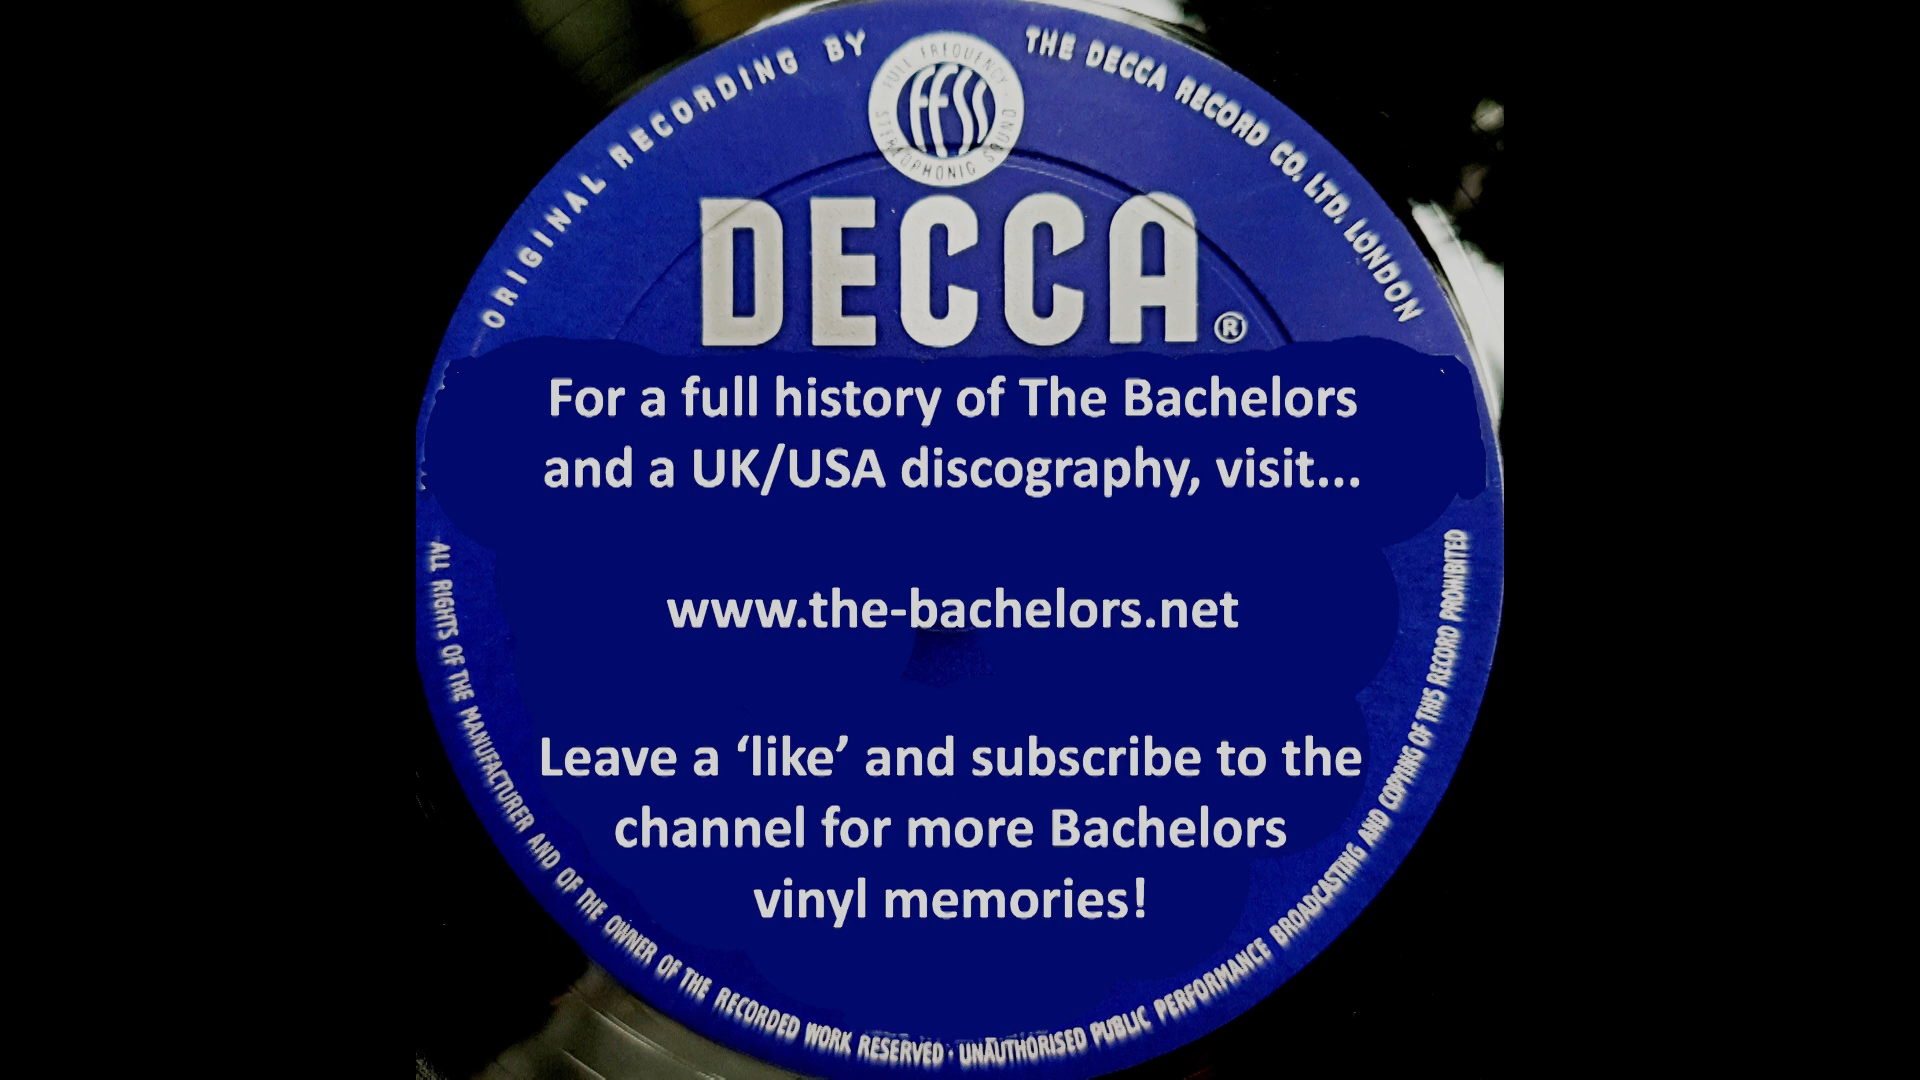 ORIGINAL RECORDING BY
THE DECCA RECORD CO. LTD. LONDON
FULL FREQUENCY
FFSS
STEREOPHONIC SOUND
DECCA®
For a full history of The Bachelors
and a UK/USA discography, visit...
www.the-bachelors.net
Leave a ‘like’ and subscribe to the
channel for more Bachelors
vinyl memories!
ALL RIGHTS OF THE MANUFACTURER AND OF THE OWNER OF THE RECORDED WORK RESERVED · UNAUTHORISED PUBLIC PERFORMANCE BROADCASTING AND COPYING OF THIS RECORD PROHIBITED